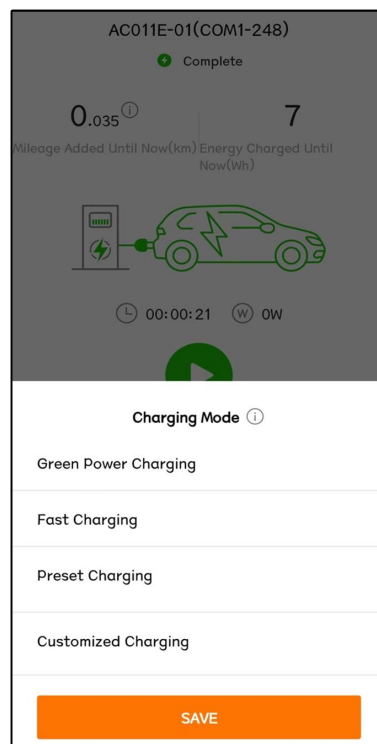 AC011E-01(COM1-248)
Complete
0.035 7
Mileage Added Until Now(km) Energy Charged Until
Now(Wh)
00:00:21 W 0W
Charging Mode i
Green Power Charging
Fast Charging
Preset Charging
Customized Charging
SAVE